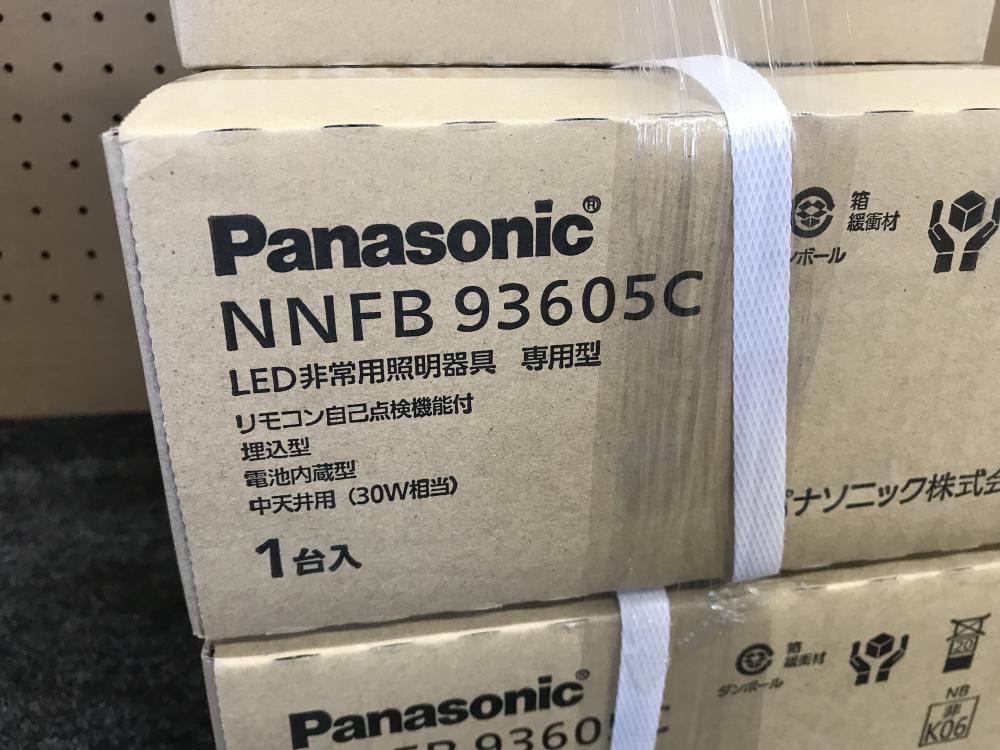 Panasonic®
NNFB 93605C
LED非常用照明器具 専用型
リモコン自己点検機能付
埋込型
電池内蔵型
中天井用（30W相当）
1台入
箱
緩衝材
ンボール
パナソニック株式会
Panasonic®
箱
緩衝材
ダンボール
20
NB
非
K06